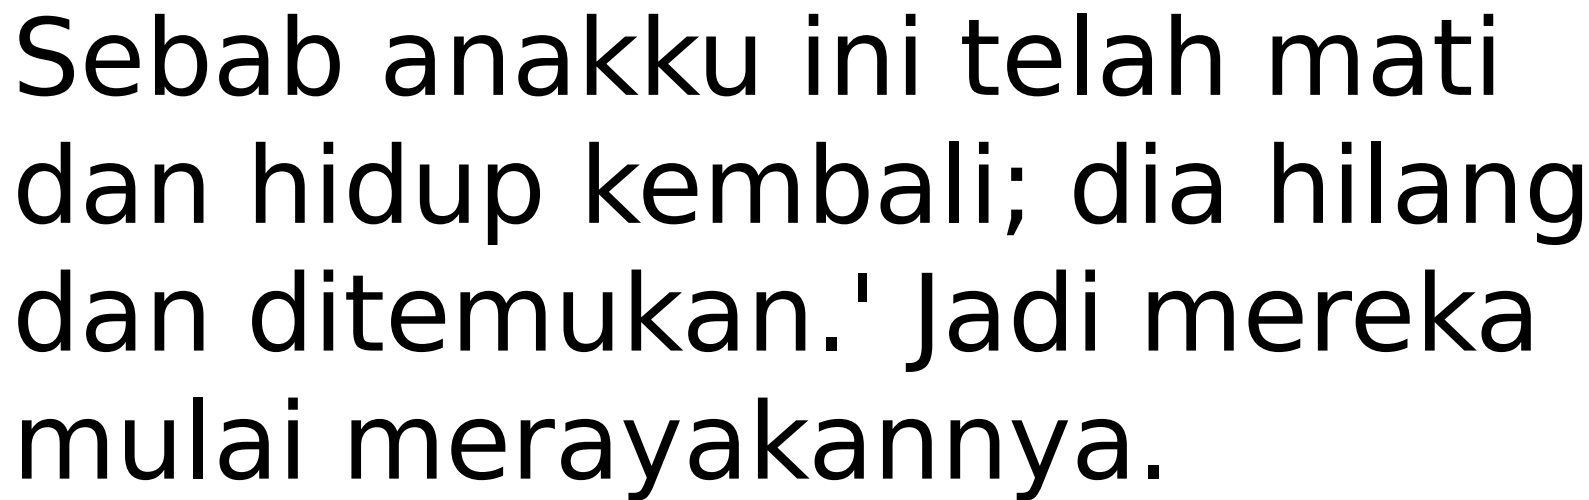 Sebab anakku ini telah mati
dan hidup kembali; dia hilang
dan ditemukan.' Jadi mereka
mulai merayakannya.